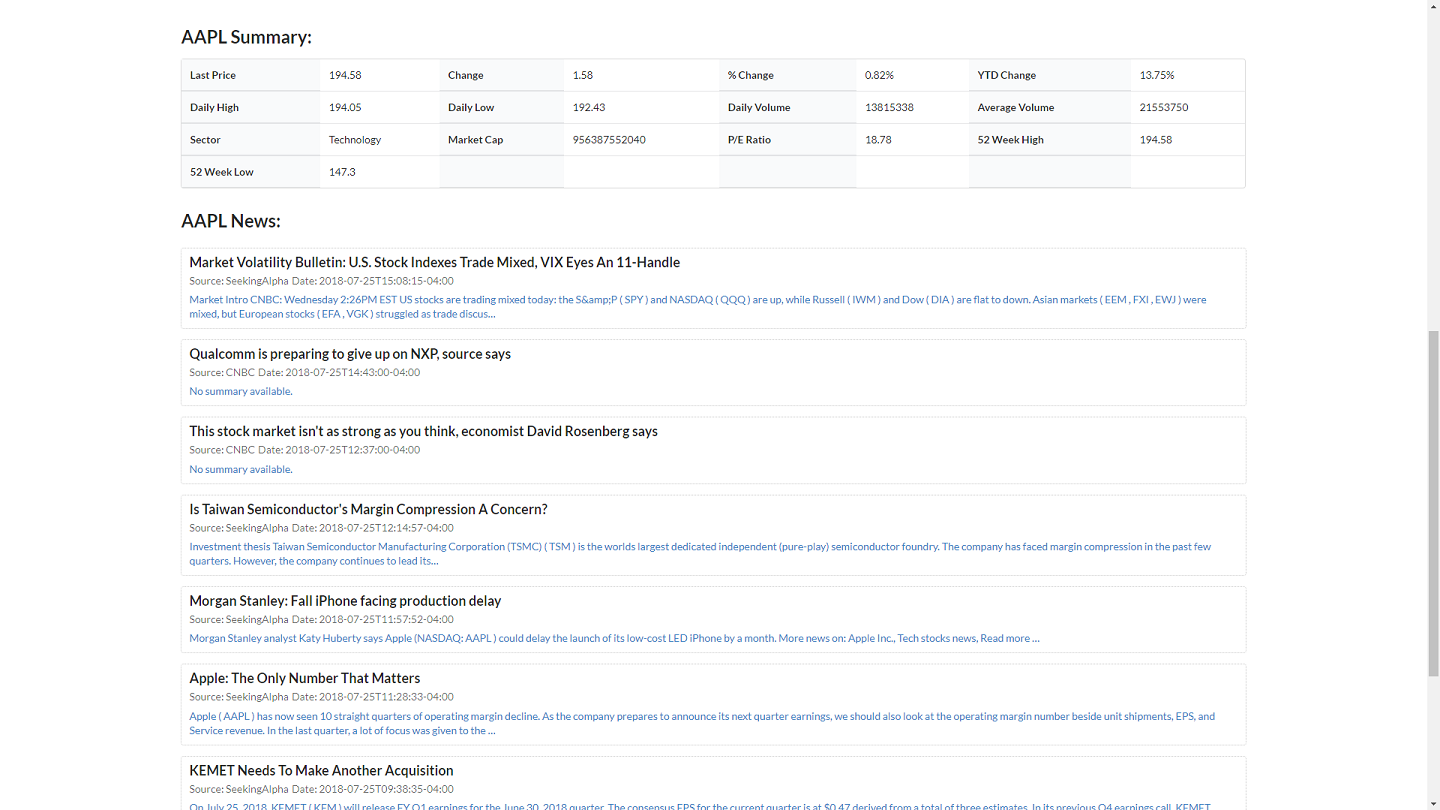 AAPL Summary:
Last Price 194.58 Change 1.58 % Change 0.82% YTD Change 13.75%
Daily High 194.05 Daily Low 192.43 Daily Volume 13815338 Average Volume 21553750
Sector Technology Market Cap 956387552040 P/E Ratio 18.78 52 Week High 194.58
52 Week Low 147.3
AAPL News:
Market Volatility Bulletin: U.S. Stock Indexes Trade Mixed, VIX Eyes An 11-Handle
Source: SeekingAlpha Date: 2018-07-25T15:08:15-04:00
Market Intro CNBC: Wednesday 2:26PM EST US stocks are trading mixed today: the S&amp;P ( SPY ) and NASDAQ ( QQQ ) are up, while Russell ( IWM ) and Dow ( DIA ) are flat to down. Asian markets ( EEM , FXI , EWJ ) were
mixed, but European stocks ( EFA , VGK ) struggled as trade discus...
Qualcomm is preparing to give up on NXP, source says
Source: CNBC Date: 2018-07-25T14:43:00-04:00
No summary available.
This stock market isn't as strong as you think, economist David Rosenberg says
Source: CNBC Date: 2018-07-25T12:37:00-04:00
No summary available.
Is Taiwan Semiconductor's Margin Compression A Concern?
Source: SeekingAlpha Date: 2018-07-25T12:14:57-04:00
Investment thesis Taiwan Semiconductor Manufacturing Corporation (TSMC) ( TSM ) is the worlds largest dedicated independent (pure-play) semiconductor foundry. The company has faced margin compression in the past few
quarters. However, the company continues to lead its...
Morgan Stanley: Fall iPhone facing production delay
Source: SeekingAlpha Date: 2018-07-25T11:57:52-04:00
Morgan Stanley analyst Katy Huberty says Apple (NASDAQ: AAPL ) could delay the launch of its low-cost LED iPhone by a month. More news on: Apple Inc., Tech stocks news, Read more ...
Apple: The Only Number That Matters
Source: SeekingAlpha Date: 2018-07-25T11:28:33-04:00
Apple ( AAPL ) has now seen 10 straight quarters of operating margin decline. As the company prepares to announce its next quarter earnings, we should also look at the operating margin number beside unit shipments, EPS, and
Service revenue. In the last quarter, a lot of focus was given to the ...
KEMET Needs To Make Another Acquisition
Source: SeekingAlpha Date: 2018-07-25T09:38:35-04:00
On July 25, 2018, KEMET ( KEM ) will release FY Q1 earnings for the June 30, 2018 quarter. The consensus EPS for the current quarter is at $0.47 derived from a total of three estimates. In its previous Q4 earnings call, KEMET